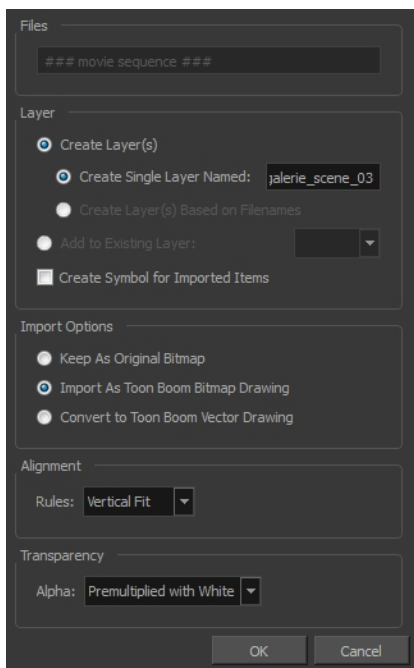 Files
### movie sequence ###
Layer
Create Layer(s)
Create Single Layer Named: galerie_scene_03
Create Layer(s) Based on Filenames
Add to Existing Layer:
Create Symbol for Imported Items
Import Options
Keep As Original Bitmap
Import As Toon Boom Bitmap Drawing
Convert to Toon Boom Vector Drawing
Alignment
Rules: Vertical Fit
Transparency
Alpha: Premultiplied with White
OK Cancel